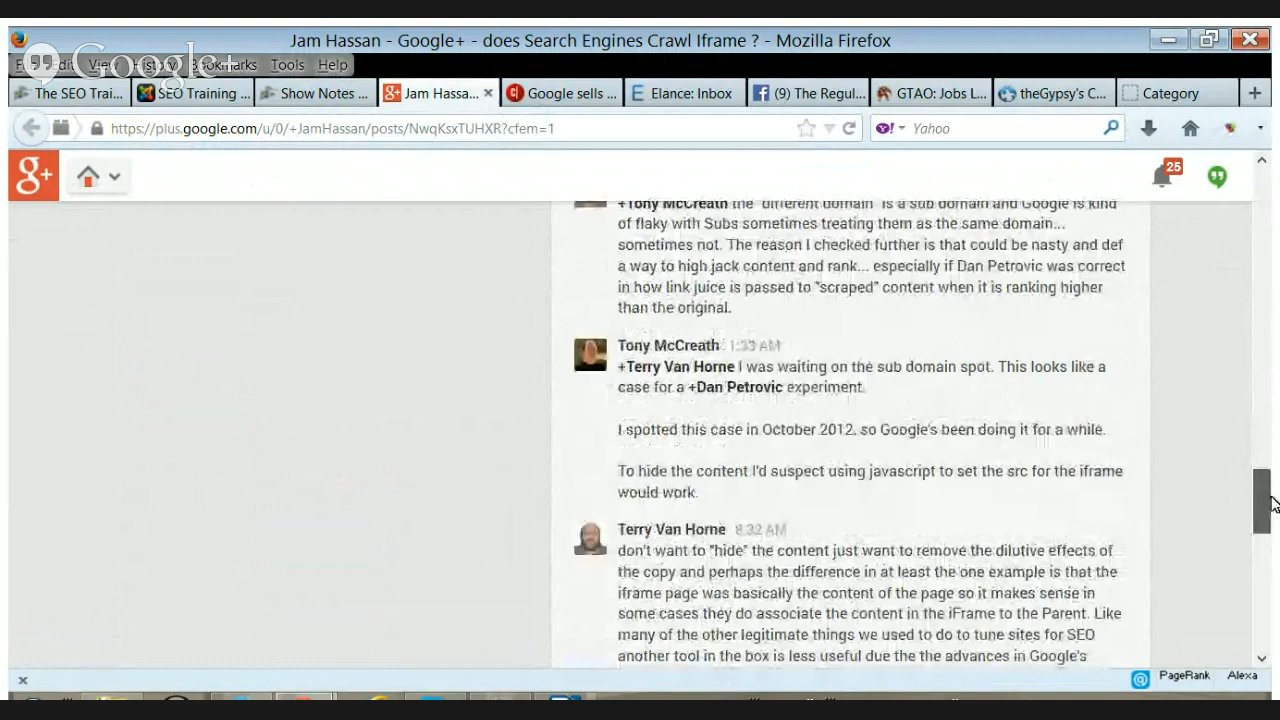 Jam Hassan - Google+ - does Search Engines Crawl Iframe ? - Mozilla Firefox
Google+
View History Bookmarks Tools Help
The SEO Trai... SEO Training ... Show Notes ... Jam Hassa... Google sells ... Elance: Inbox (9) The Regul... GTAO: Jobs L... theGypsy's C... Category
https://plus.google.com/u/0/+JamHassan/posts/NwqKsxTUHXR?cfem=1 Yahoo
g+ 25
+Tony McCreath the "different domain" is a sub domain and Google is kind
of flaky with Subs sometimes treating them as the same domain...
sometimes not. The reason I checked further is that could be nasty and def
a way to high jack content and rank... especially if Dan Petrovic was correct
in how link juice is passed to "scraped" content when it is ranking higher
than the original.
Tony McCreath 1:33 AM
+Terry Van Horne I was waiting on the sub domain spot. This looks like a
case for a +Dan Petrovic experiment.
I spotted this case in October 2012, so Google's been doing it for a while.
To hide the content I'd suspect using javascript to set the src for the iframe
would work.
Terry Van Horne 8:32 AM
don't want to "hide" the content just want to remove the dilutive effects of
the copy and perhaps the difference in at least the one example is that the
iframe page was basically the content of the page so it makes sense in
some cases they do associate the content in the iFrame to the Parent. Like
many of the other legitimate things we used to do to tune sites for SEO
another tool in the box is less useful due the the advances in Google's
PageRank Alexa